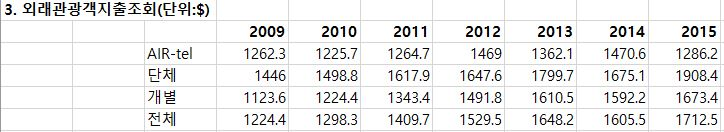 3. 외래관광객지출조회(단위:$)
2009 2010 2011 2012 2013 2014 2015
AIR-tel 1262.3 1225.7 1264.7 1469 1362.1 1470.6 1286.2
단체 1446 1498.8 1617.9 1647.6 1799.7 1675.1 1908.4
개별 1123.6 1224.4 1343.4 1491.8 1610.5 1592.2 1673.4
전체 1224.4 1298.3 1409.7 1529.5 1648.2 1605.5 1712.5